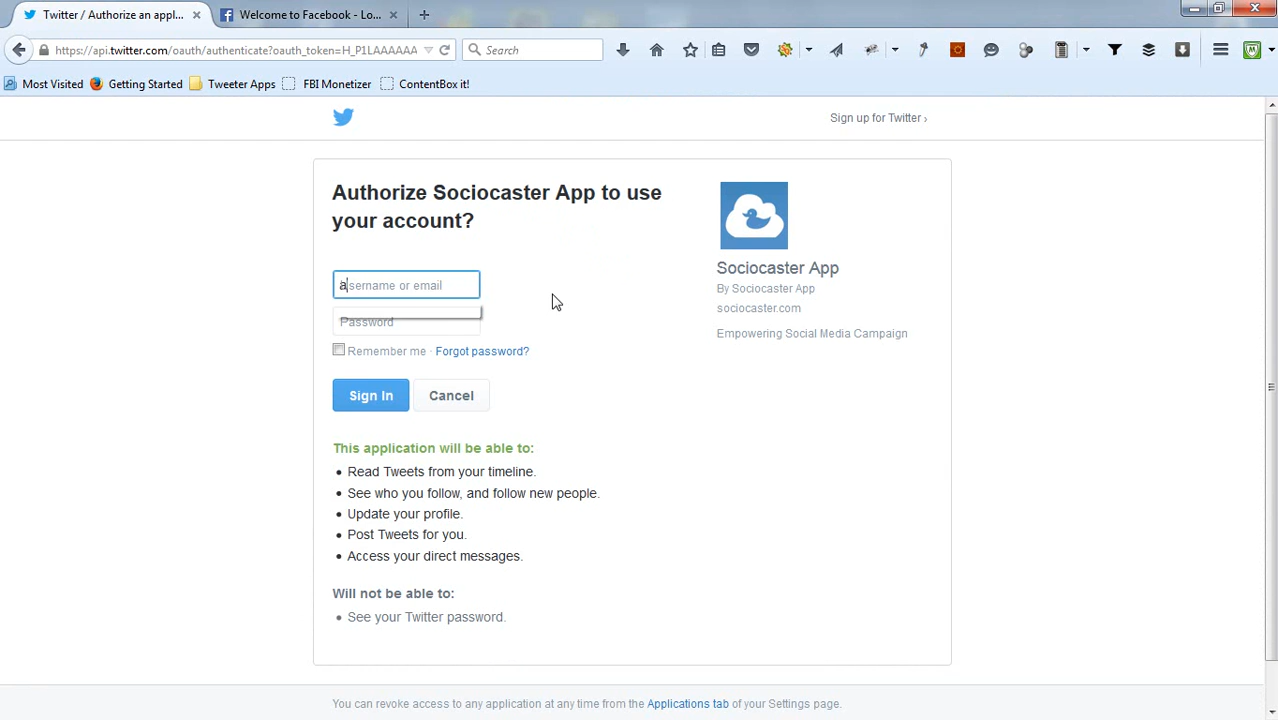 Twitter / Authorize an appl...
Welcome to Facebook - Lo...
https://api.twitter.com/oauth/authenticate?oauth_token=H_P1LAAAAAA
Search
Most Visited
Getting Started
Tweeter Apps
FBI Monetizer
ContentBox it!
Sign up for Twitter ›
Authorize Sociocaster App to use
your account?
asername or email
Password
Remember me · Forgot password?
Sign In
Cancel
Sociocaster App
By Sociocaster App
sociocaster.com
Empowering Social Media Campaign
This application will be able to:
• Read Tweets from your timeline.
• See who you follow, and follow new people.
• Update your profile.
• Post Tweets for you.
• Access your direct messages.
Will not be able to:
• See your Twitter password.
You can revoke access to any application at any time from the Applications tab of your Settings page.